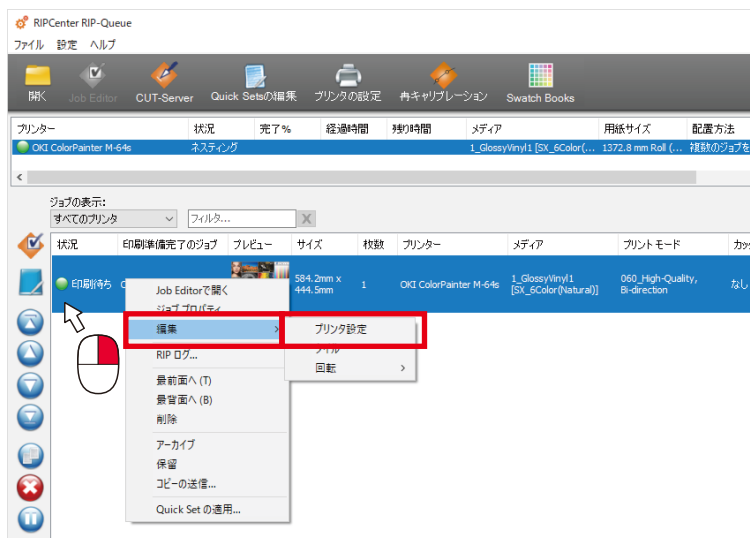 RIPCenter RIP-Queue
ファイル 設定 ヘルプ
開く Job Editor CUT-Server Quick Setsの編集 プリンタの設定 再キャリブレーション Swatch Books
プリンター 状況 完了% 経過時間 残り時間 メディア 用紙サイズ 配置方法
OKI ColorPainter M-64s ネスティング 1_GlossyVinyl1 [SX_6Color(... 1372.8 mm Roll (... 複数のジョブを
ジョブの表示:
すべてのプリンタ フィルタ...
状況 印刷準備完了のジョブ プレビュー サイズ 枚数 プリンター メディア プリントモード カッ
印刷待ち 584.2mm x 444.5mm 1 OKI ColorPainter M-64s 1_GlossyVinyl1 [SX_6Color(Natural)] 060_High-Quality, Bi-direction なし
Job Editorで開く
ジョブ プロパティ
編集
プリンタ設定
RIP ログ...
タイル
回転
最前面へ (T)
最背面へ (B)
削除
アーカイブ
保留
コピーの送信...
Quick Set の適用...